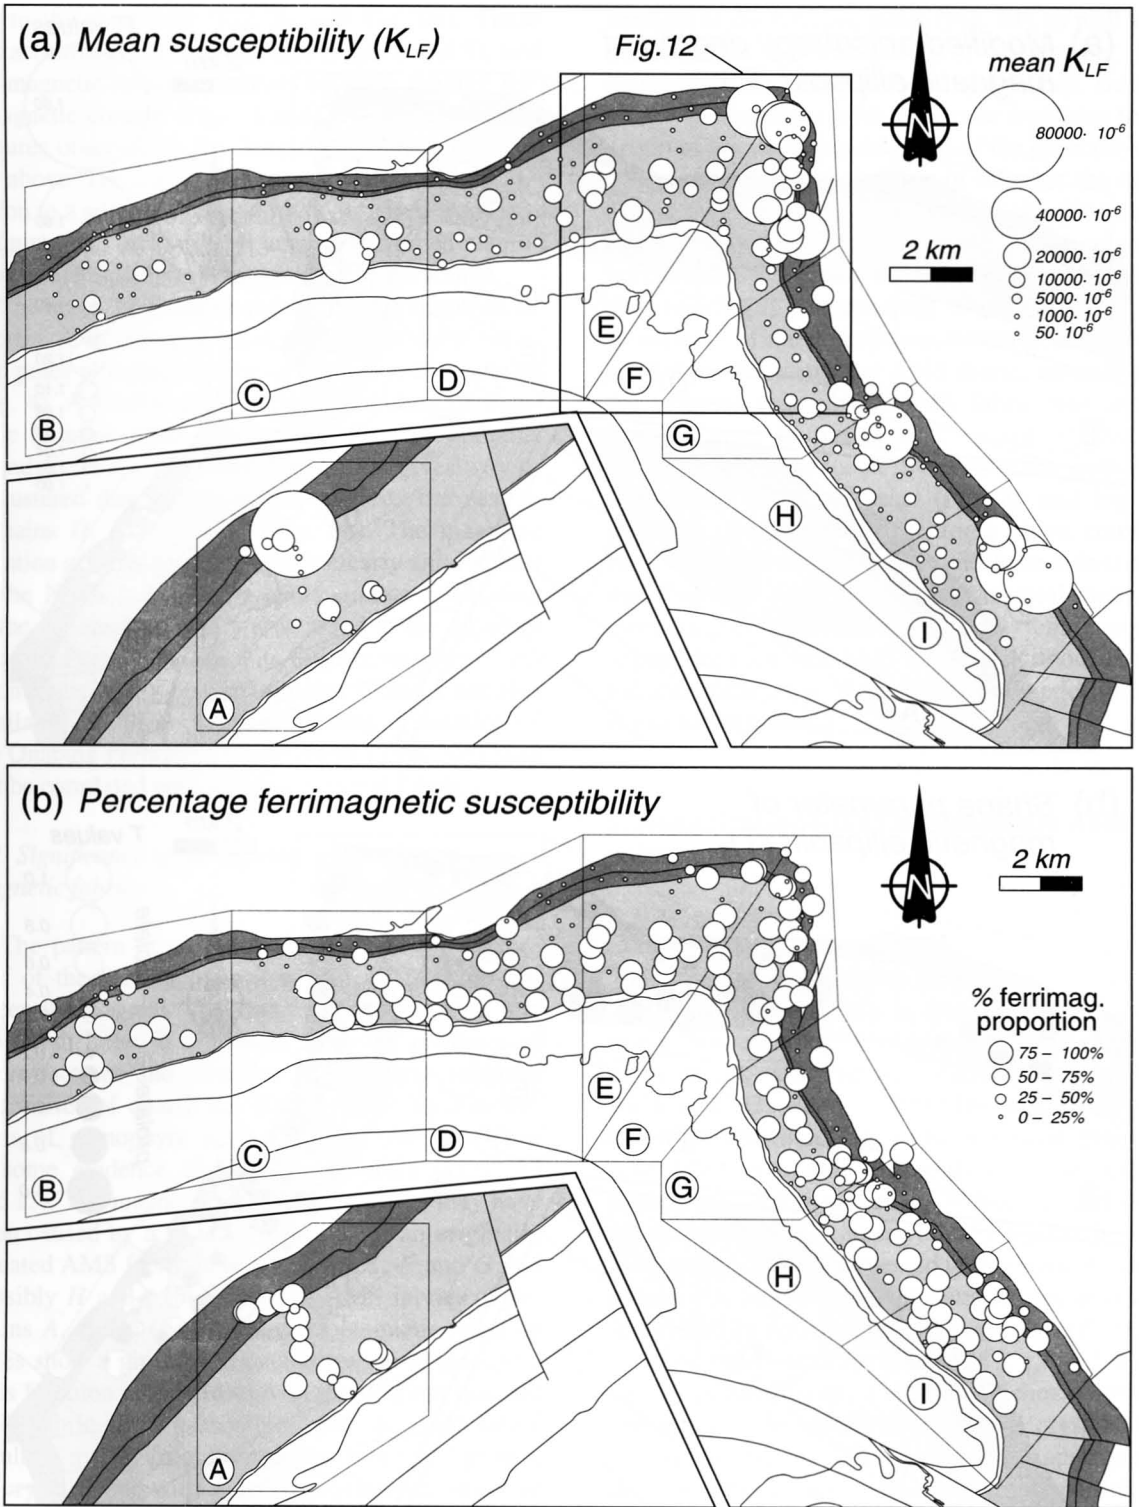 (a) Mean susceptibility (KLF)
Fig.12
N
mean KLF
80000· 10-6
40000· 10-6
20000· 10-6
10000· 10-6
5000· 10-6
1000· 10-6
50· 10-6
2 km
E
F
D
C
B
G
H
I
A
(b) Percentage ferrimagnetic susceptibility
N
2 km
% ferrimag.
proportion
75 – 100%
50 – 75%
25 – 50%
0 – 25%
E
F
D
C
B
G
H
I
A